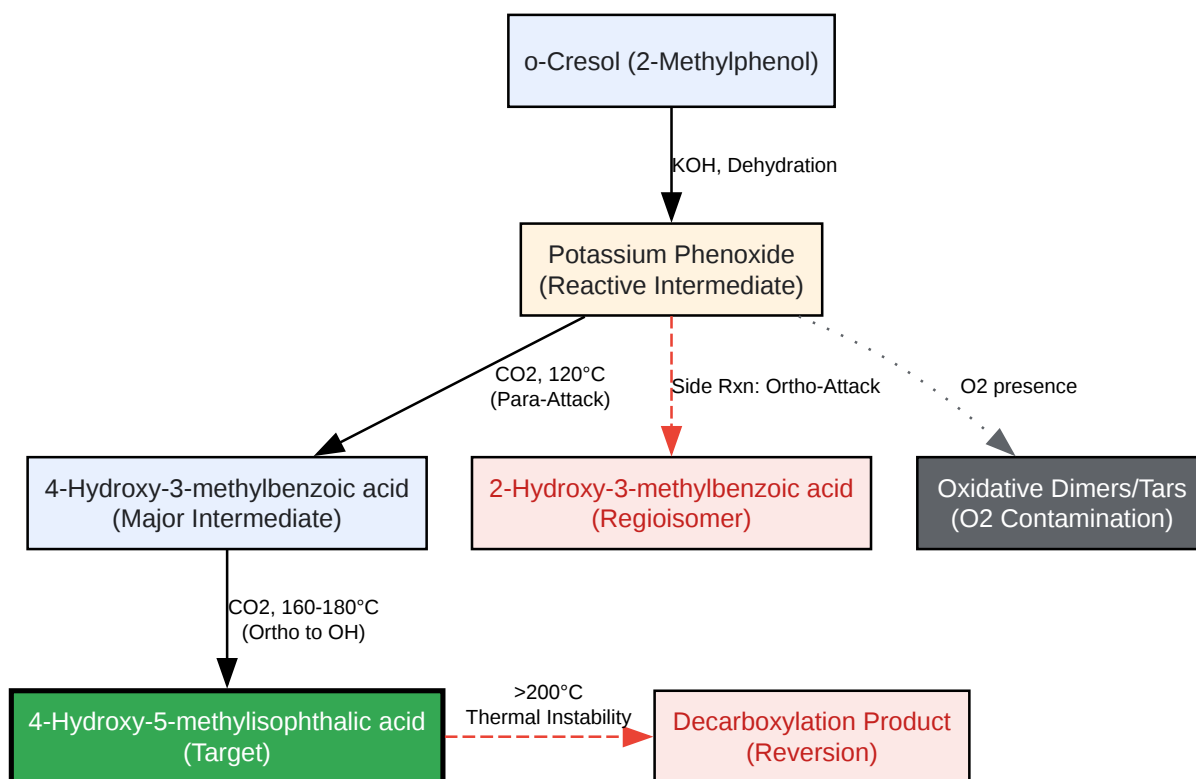 o-Cresol (2-Methylphenol)
KOH, Dehydration
Potassium Phenoxide
(Reactive Intermediate)
CO2, 120°C
(Para-Attack)
Side Rxn: Ortho-Attack
O2 presence
4-Hydroxy-3-methylbenzoic acid
(Major Intermediate)
2-Hydroxy-3-methylbenzoic acid
(Regioisomer)
Oxidative Dimers/Tars
(O2 Contamination)
CO2, 160-180°C
(Ortho to OH)
4-Hydroxy-5-methylisophthalic acid
(Target)
>200°C
Thermal Instability
Decarboxylation Product
(Reversion)